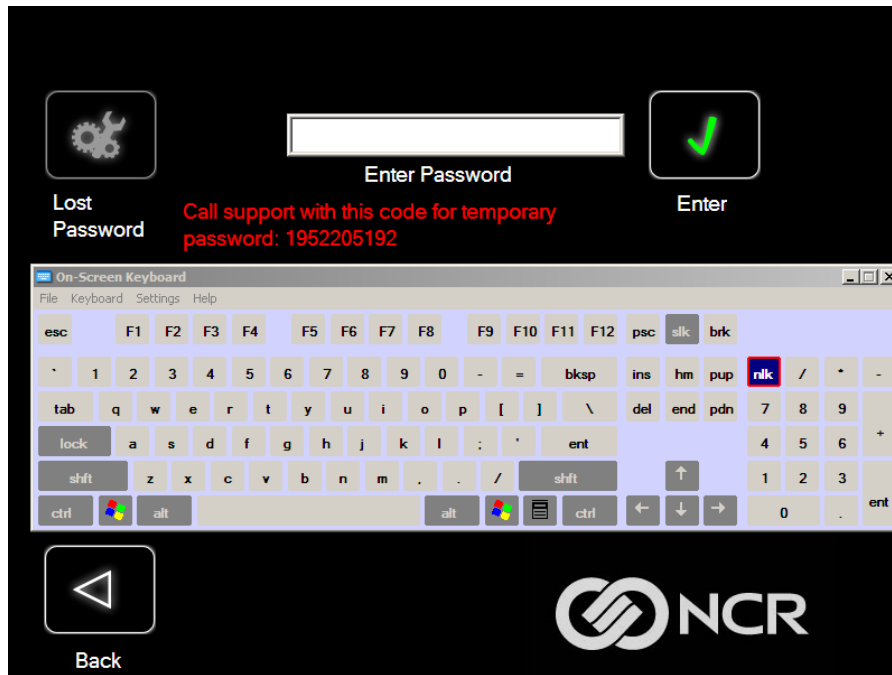 Enter Password
Lost
Password
Enter
Call support with this code for temporary
password: 1952205192
On-Screen Keyboard
File Keyboard Settings Help
esc F1 F2 F3 F4 F5 F6 F7 F8 F9 F10 F11 F12 psc slk brk
` 1 2 3 4 5 6 7 8 9 0 - = bksp ins hm pup nlk / * -
tab q w e r t y u i o p [ ] \ del end pdn 7 8 9
lock a s d f g h j k l ; ' ent 4 5 6 +
shft z x c v b n m , . / shft ↑ 1 2 3
ctrl alt alt ctrl ← ↓ → 0 . ent
Back
NCR